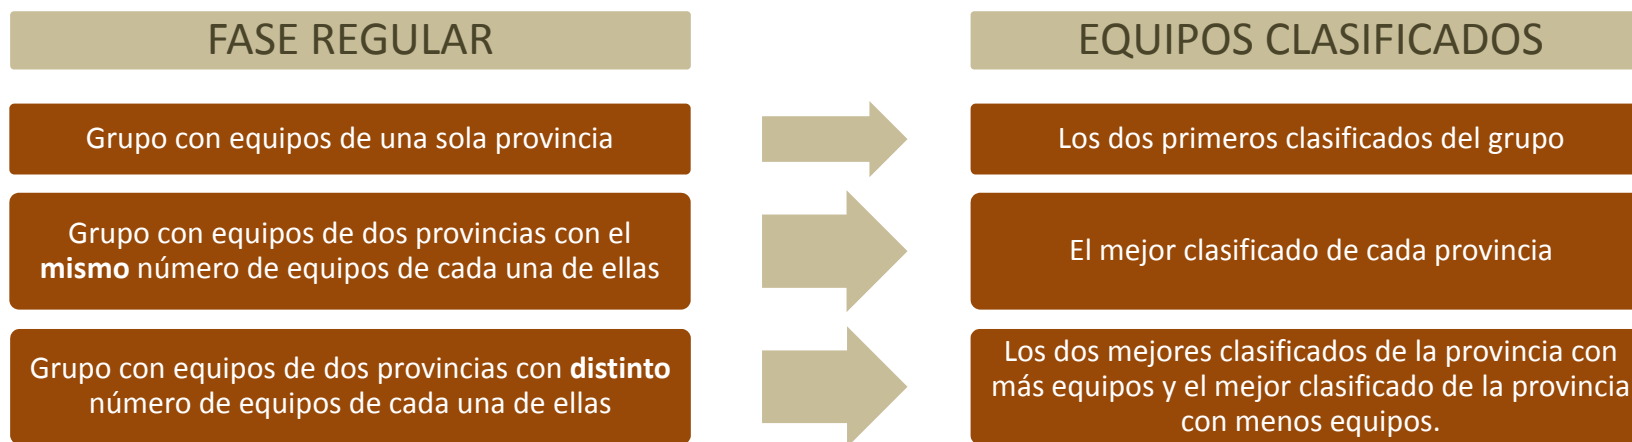 FASE REGULAR
EQUIPOS CLASIFICADOS
Grupo con equipos de una sola provincia
Los dos primeros clasificados del grupo
Grupo con equipos de dos provincias con el
mismo número de equipos de cada una de ellas
El mejor clasificado de cada provincia
Grupo con equipos de dos provincias con distinto
número de equipos de cada una de ellas
Los dos mejores clasificados de la provincia con
más equipos y el mejor clasificado de la provincia
con menos equipos.